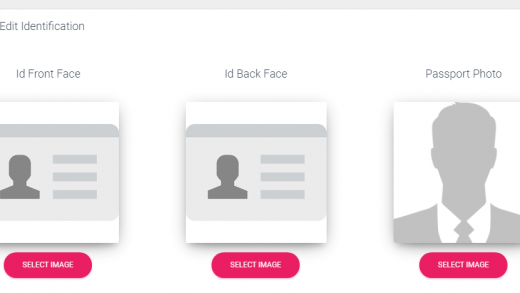 Edit Identification
Id Front Face
Id Back Face
Passport Photo
SELECT IMAGE
SELECT IMAGE
SELECT IMAGE